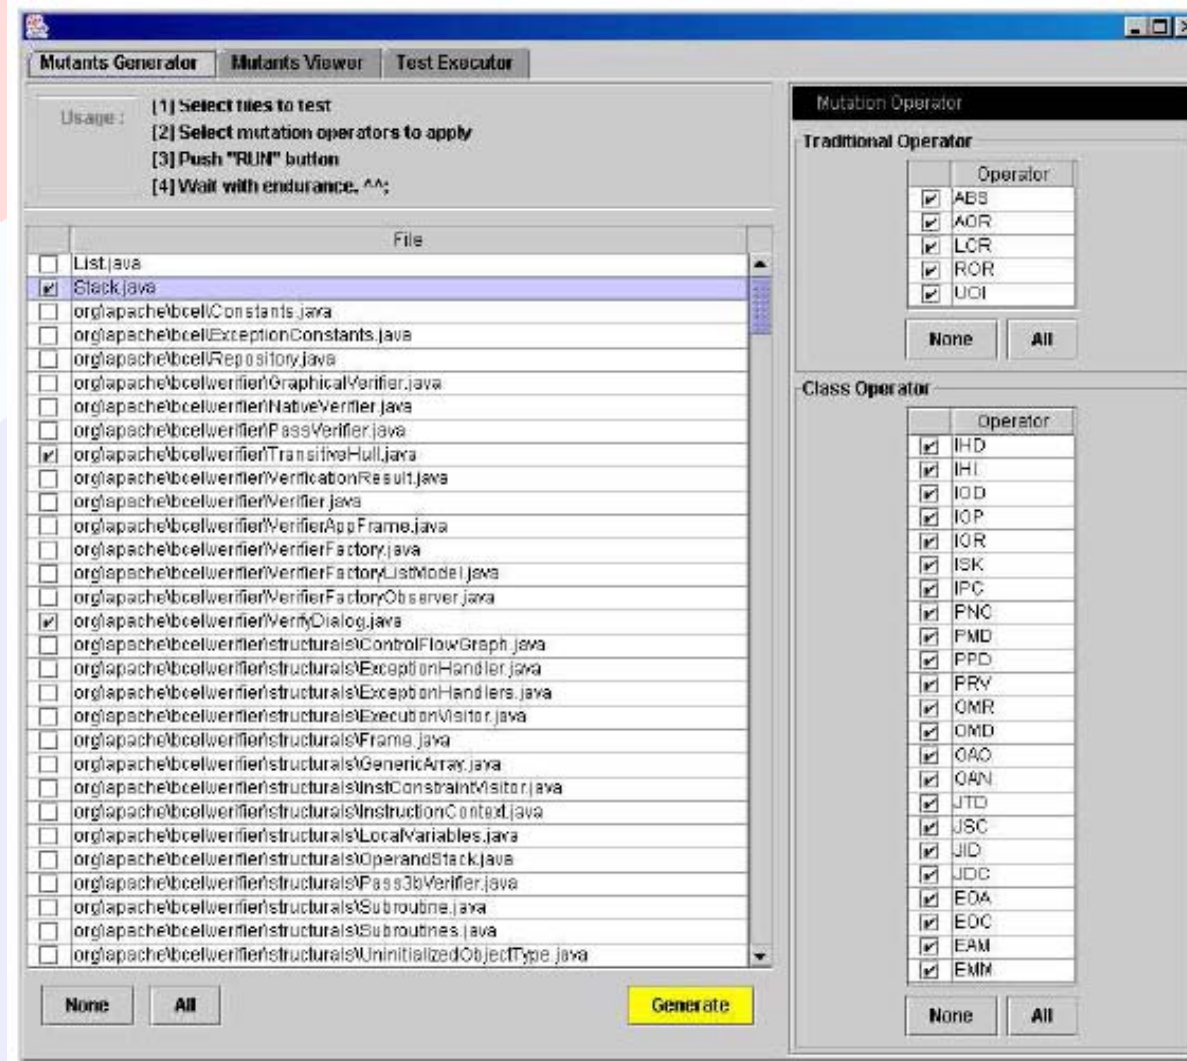 Mutants Generator
Mutants Viewer
Test Executor
Usage :
[1] Select files to test
[2] Select mutation operators to apply
[3] Push "RUN" button
[4] Wait with endurance. ^^;
File
List.java
Stack.java
org\apache\bcel\Constants.java
org\apache\bcel\ExceptionConstants.java
org\apache\bcel\Repository.java
org\apache\bcel\verifier\GraphicalVerifier.java
org\apache\bcel\verifier\NativeVerifier.java
org\apache\bcel\verifier\PassVerifier.java
org\apache\bcel\verifier\TransitiveHull.java
org\apache\bcel\verifier\VerificationResult.java
org\apache\bcel\verifier\Verifier.java
org\apache\bcel\verifier\VerifierAppFrame.java
org\apache\bcel\verifier\VerifierFactory.java
org\apache\bcel\verifier\VerifierFactoryListModel.java
org\apache\bcel\verifier\VerifierFactoryObserver.java
org\apache\bcel\verifier\VerifyDialog.java
org\apache\bcel\verifier\structurals\ControlFlowGraph.java
org\apache\bcel\verifier\structurals\ExceptionHandler.java
org\apache\bcel\verifier\structurals\ExceptionHandlers.java
org\apache\bcel\verifier\structurals\ExecutionVisitor.java
org\apache\bcel\verifier\structurals\Frame.java
org\apache\bcel\verifier\structurals\GenericArray.java
org\apache\bcel\verifier\structurals\InstConstraintVisitor.java
org\apache\bcel\verifier\structurals\InstructionContext.java
org\apache\bcel\verifier\structurals\LocalVariables.java
org\apache\bcel\verifier\structurals\OperandStack.java
org\apache\bcel\verifier\structurals\Pass3bVerifier.java
org\apache\bcel\verifier\structurals\Subroutine.java
org\apache\bcel\verifier\structurals\Subroutines.java
org\apache\bcel\verifier\structurals\UninitializedObjectType.java
None
All
Generate
Mutation Operator
Traditional Operator
Operator
ABS
AOR
LCR
ROR
UOI
None
All
Class Operator
Operator
IHD
IHI
IOD
IOP
IOR
ISK
IPC
PNC
PMD
PPD
PRV
OMR
OMD
OAO
OAN
JTD
JSC
JID
JDC
EOA
EOC
EAM
EMM
None
All